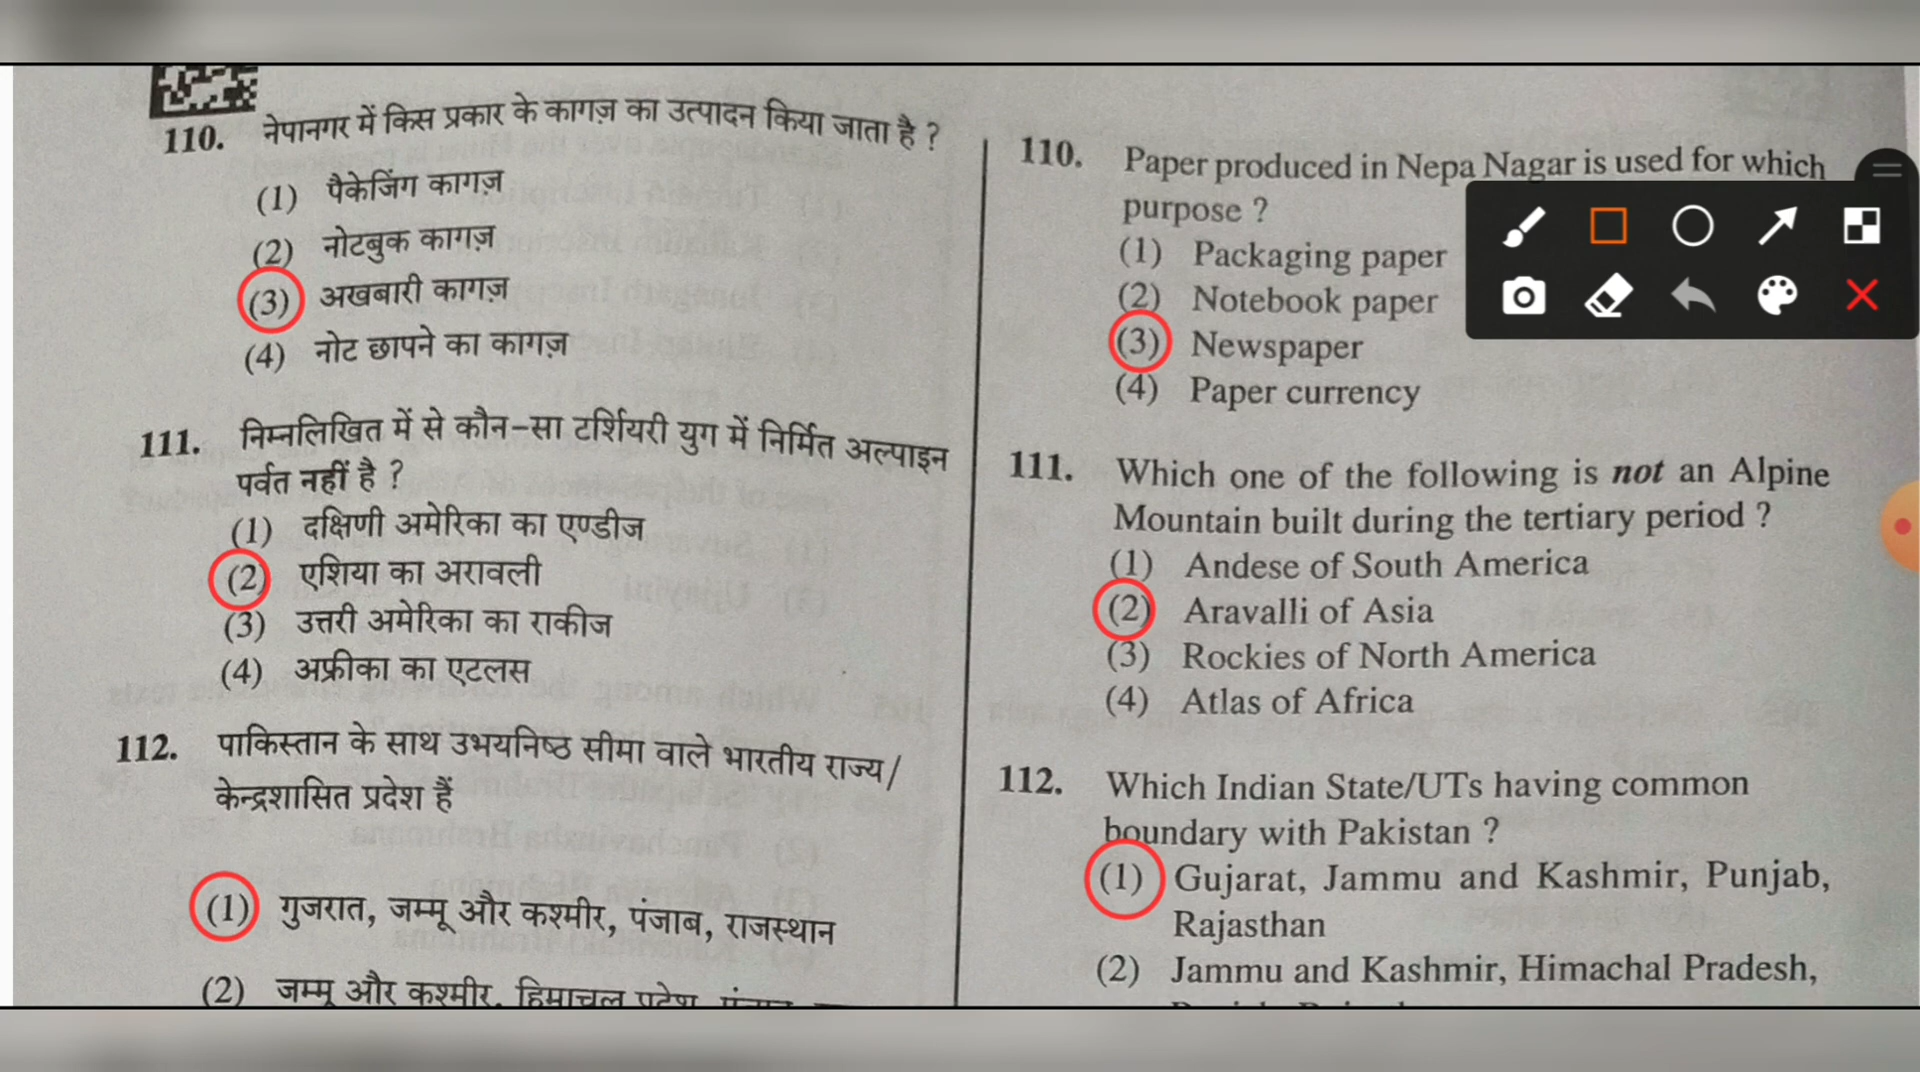 110. नेपानगर में किस प्रकार के कागज़ का उत्पादन किया जाता है ?
(1) पैकेजिंग कागज़
(2) नोटबुक कागज़
(3) अखबारी कागज़
(4) नोट छापने का कागज़
111. निम्नलिखित में से कौन-सा टर्शियरी युग में निर्मित अल्पाइन
पर्वत नहीं है ?
(1) दक्षिणी अमेरिका का एण्डीज
(2) एशिया का अरावली
(3) उत्तरी अमेरिका का राकीज
(4) अफ्रीका का एटलस
112. पाकिस्तान के साथ उभयनिष्ठ सीमा वाले भारतीय राज्य/
केन्द्रशासित प्रदेश हैं
(1) गुजरात, जम्मू और कश्मीर, पंजाब, राजस्थान
(2) जम्मू और कश्मीर, हिमाचल प्रदेश,
110. Paper produced in Nepa Nagar is used for which
purpose ?
(1) Packaging paper
(2) Notebook paper
(3) Newspaper
(4) Paper currency
111. Which one of the following is not an Alpine
Mountain built during the tertiary period ?
(1) Andese of South America
(2) Aravalli of Asia
(3) Rockies of North America
(4) Atlas of Africa
112. Which Indian State/UTs having common
boundary with Pakistan ?
(1) Gujarat, Jammu and Kashmir, Punjab,
Rajasthan
(2) Jammu and Kashmir, Himachal Pradesh,